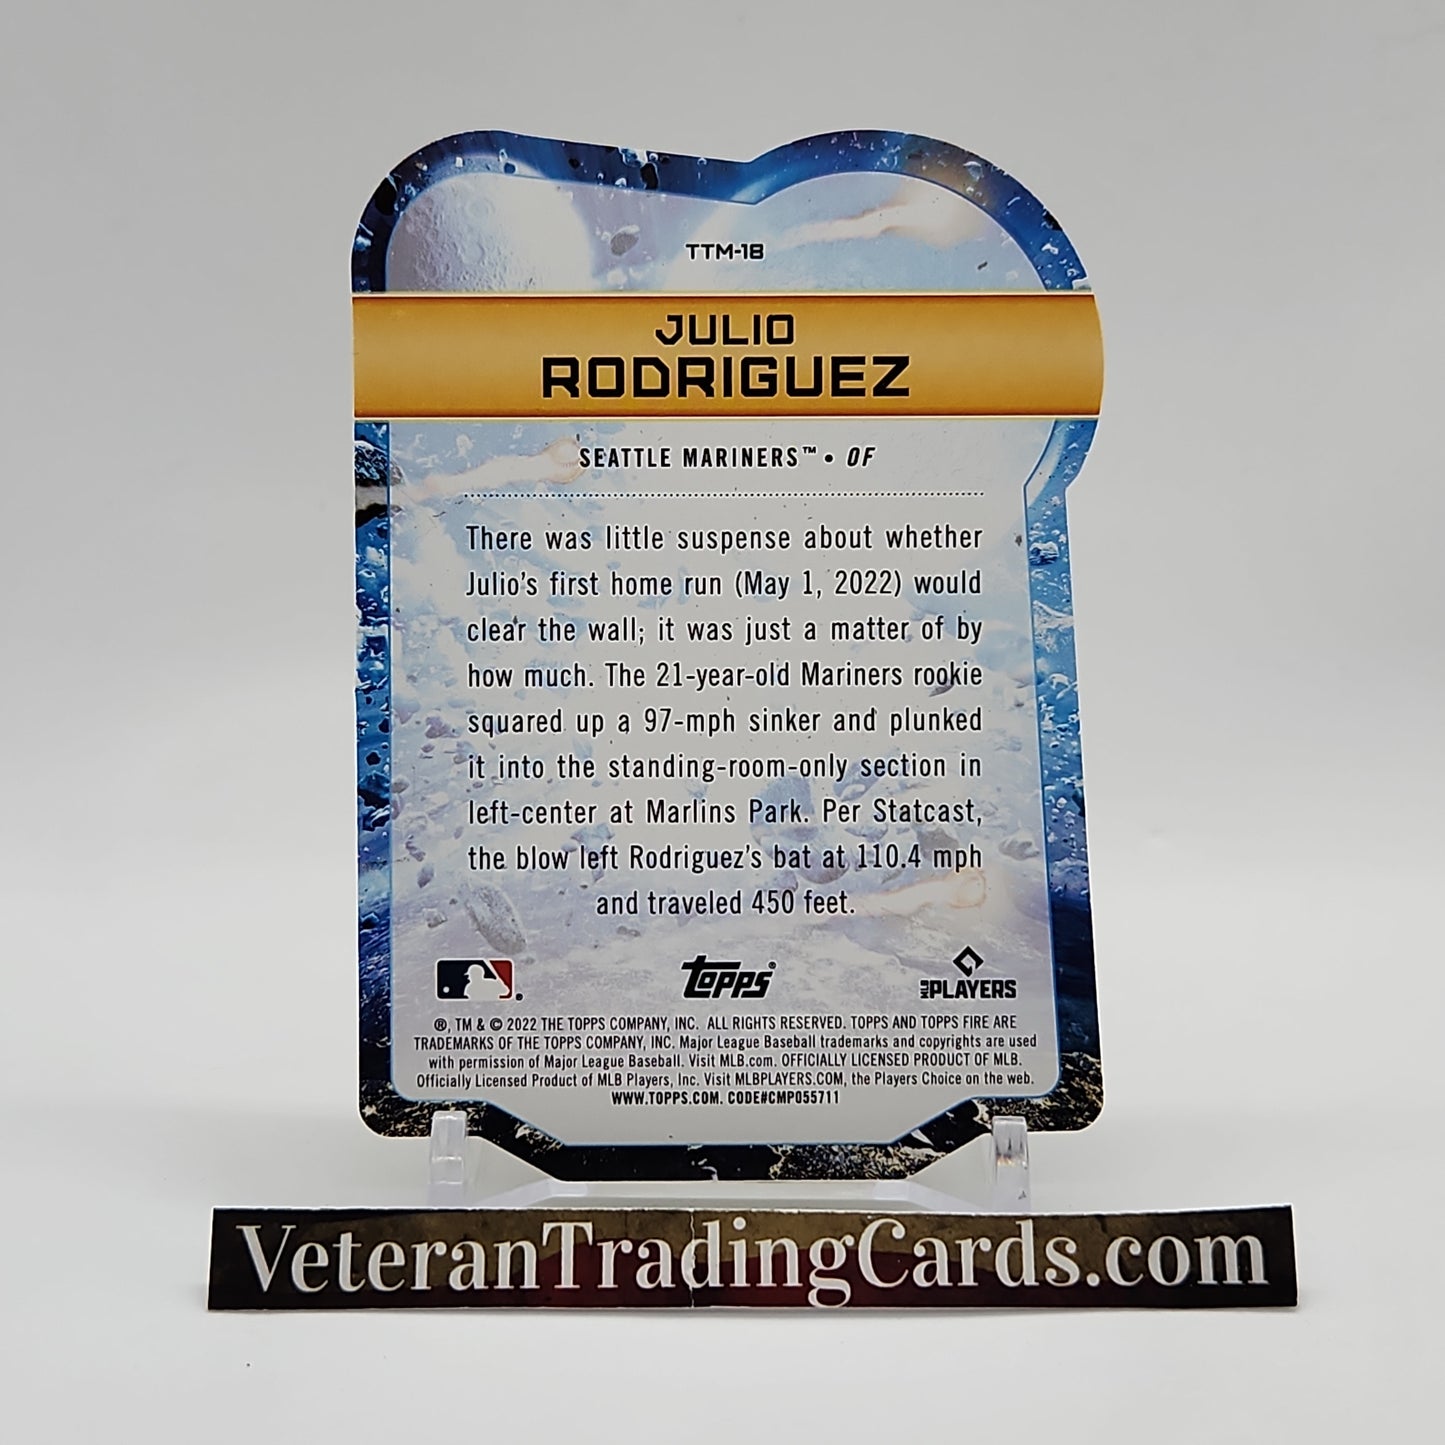 TTM-18
JULIO
RODRIGUEZ
SEATTLE MARINERS™ • OF
There was little suspense about whether
Julio's first home run (May 1, 2022) would
clear the wall; it was just a matter of by
how much. The 21-year-old Mariners rookie
squared up a 97-mph sinker and plunked
it into the standing-room-only section in
left-center at Marlins Park. Per Statcast,
the blow left Rodriguez's bat at 110.4 mph
and traveled 450 feet.
topps®
MLB PLAYERS
®, TM & © 2022 THE TOPPS COMPANY, INC. ALL RIGHTS RESERVED. TOPPS AND TOPPS FIRE ARE
TRADEMARKS OF THE TOPPS COMPANY, INC. Major League Baseball trademarks and copyrights are used
with permission of Major League Baseball. Visit MLB.com. OFFICIALLY LICENSED PRODUCT OF MLB.
Officially Licensed Product of MLB Players, Inc. Visit MLBPLAYERS.COM, the Players Choice on the web.
WWW.TOPPS.COM. CODE#CMP055711
VeteranTradingCards.com